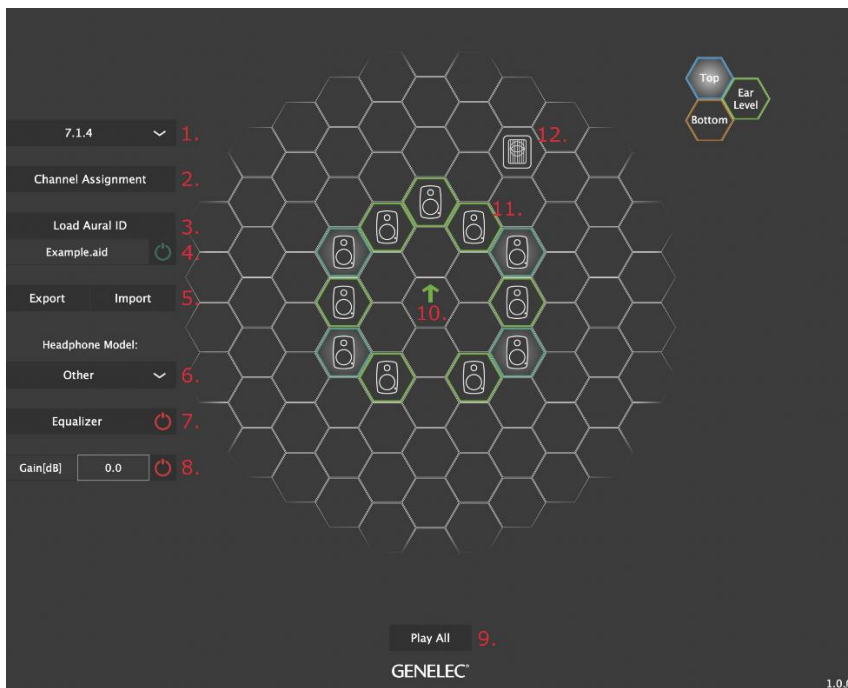 7.1.4 1.
Channel Assignment 2.
Load Aural ID 3.
Example.aid 4.
Export Import 5.
Headphone Model:
Other 6.
Equalizer 7.
Gain[dB] 0.0 8.
Top
Ear
Level
Bottom
12.
11.
10.
Play All 9.
GENELEC®